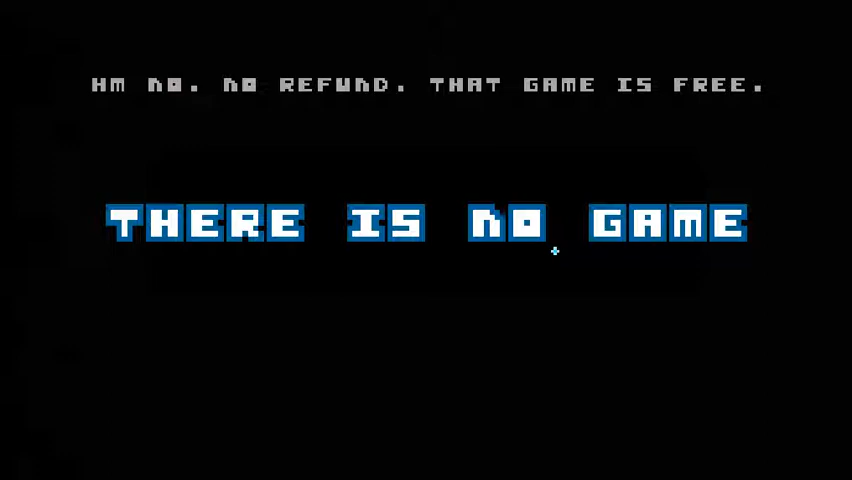 HM NO. NO REFUND. THAT GAME IS FREE.
THERE IS NO GAME